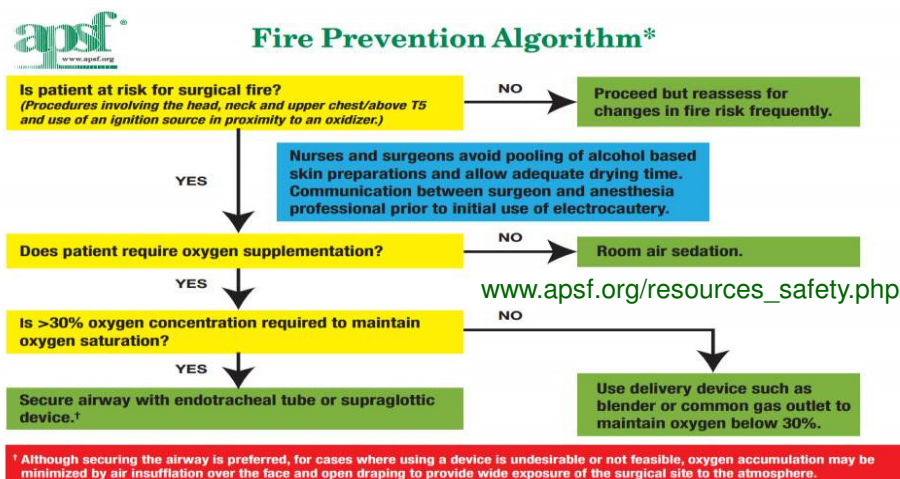 apsf
www.apsf.org
Fire Prevention Algorithm*
Is patient at risk for surgical fire?
(Procedures involving the head, neck and upper chest/above T5
and use of an ignition source in proximity to an oxidizer.)
NO
Proceed but reassess for
changes in fire risk frequently.
YES
Nurses and surgeons avoid pooling of alcohol based
skin preparations and allow adequate drying time.
Communication between surgeon and anesthesia
professional prior to initial use of electrocautery.
Does patient require oxygen supplementation?
NO
Room air sedation.
YES
www.apsf.org/resources_safety.php
Is >30% oxygen concentration required to maintain
oxygen saturation?
NO
YES
Secure airway with endotracheal tube or supraglottic
device.†
Use delivery device such as
blender or common gas outlet to
maintain oxygen below 30%.
† Although securing the airway is preferred, for cases where using a device is undesirable or not feasible, oxygen accumulation may be
minimized by air insufflation over the face and open draping to provide wide exposure of the surgical site to the atmosphere.